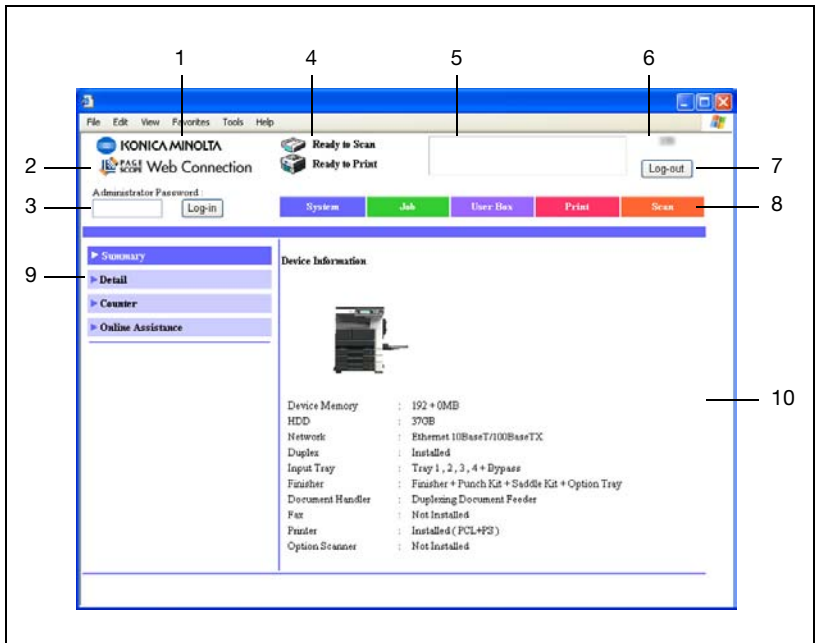 1 4 5 6
File Edit View Favorites Tools Help
KONICA MINOLTA
Ready to Scan
2 PAGE SCOPE Web Connection
Ready to Print
Log-out 7
Administrator Password :
3 Log-in
System Job User Box Print Scan 8
Summary
Device Information
9 Detail
Counter
Online Assistance
10
Device Memory : 192 + 0MB
HDD : 37GB
Network : Ethernet 10BaseT/100BaseTX
Duplex : Installed
Input Tray : Tray 1 , 2 , 3 , 4 + Bypass
Finisher : Finisher + Punch Kit + Saddle Kit + Option Tray
Document Handler : Duplexing Document Feeder
Fax : Not Installed
Printer : Installed ( PCL+PS )
Option Scanner : Not Installed